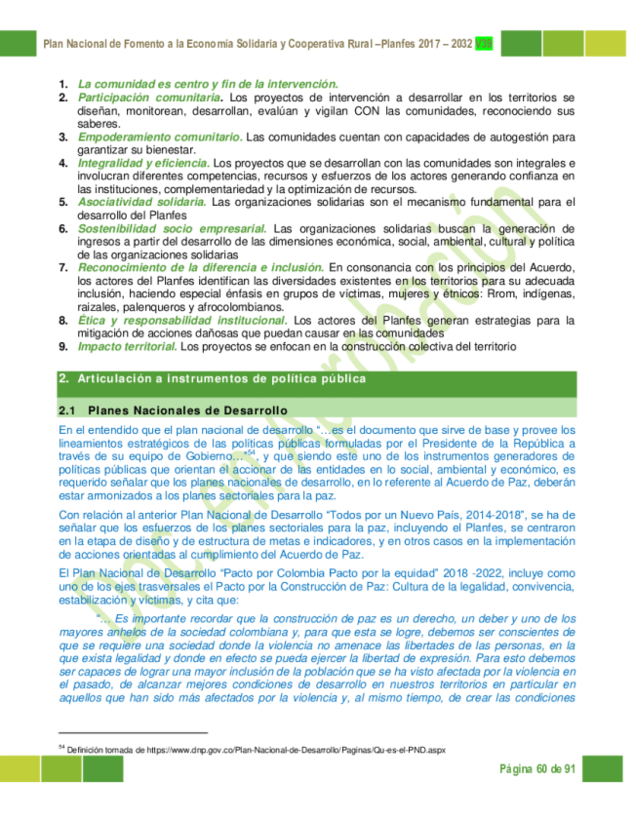 Plan Nacional de Fomento a la Economía Solidaria y Cooperativa Rural –Planfes 2017 – 2032 v39
1. La comunidad es centro y fin de la intervención.
2. Participación comunitaria. Los proyectos de intervención a desarrollar en los territorios se
diseñan, monitorean, desarrollan, evalúan y vigilan CON las comunidades, reconociendo sus
saberes.
3. Empoderamiento comunitario. Las comunidades cuentan con capacidades de autogestión para
garantizar su bienestar.
4. Integralidad y eficiencia. Los proyectos que se desarrollan con las comunidades son integrales e
involucran diferentes competencias, recursos y esfuerzos de los actores generando confianza en
las instituciones, complementariedad y la optimización de recursos.
5. Asociatividad solidaria. Las organizaciones solidarias son el mecanismo fundamental para el
desarrollo del Planfes
6. Sostenibilidad socio empresarial. Las organizaciones solidarias buscan la generación de
ingresos a partir del desarrollo de las dimensiones económica, social, ambiental, cultural y política
de las organizaciones solidarias
7. Reconocimiento de la diferencia e inclusión. En consonancia con los principios del Acuerdo,
los actores del Planfes identifican las diversidades existentes en los territorios para su adecuada
inclusión, haciendo especial énfasis en grupos de víctimas, mujeres y étnicos: Rrom, indígenas,
raizales, palenqueros y afrocolombianos.
8. Ética y responsabilidad institucional. Los actores del Planfes generan estrategias para la
mitigación de acciones dañosas que puedan causar en las comunidades
9. Impacto territorial. Los proyectos se enfocan en la construcción colectiva del territorio
2. Articulación a instrumentos de política pública
2.1 Planes Nacionales de Desarrollo
En el entendido que el plan nacional de desarrollo “…es el documento que sirve de base y provee los
lineamientos estratégicos de las políticas públicas formuladas por el Presidente de la República a
través de su equipo de Gobierno…”54, y que siendo este uno de los instrumentos generadores de
políticas públicas que orientan el accionar de las entidades en lo social, ambiental y económico, es
requerido señalar que los planes nacionales de desarrollo, en lo referente al Acuerdo de Paz, deberán
estar armonizados a los planes sectoriales para la paz.
Con relación al anterior Plan Nacional de Desarrollo “Todos por un Nuevo País, 2014-2018”, se ha de
señalar que los esfuerzos de los planes sectoriales para la paz, incluyendo el Planfes, se centraron
en la etapa de diseño y de estructura de metas e indicadores, y en otros casos en la implementación
de acciones orientadas al cumplimiento del Acuerdo de Paz.
El Plan Nacional de Desarrollo “Pacto por Colombia Pacto por la equidad” 2018 -2022, incluye como
uno de los ejes trasversales el Pacto por la Construcción de Paz: Cultura de la legalidad, convivencia,
estabilización y víctimas, y cita que:
“… Es importante recordar que la construcción de paz es un derecho, un deber y uno de los
mayores anhelos de la sociedad colombiana y, para que esta se logre, debemos ser conscientes de
que se requiere una sociedad donde la violencia no amenace las libertades de las personas, en la
que exista legalidad y donde en efecto se pueda ejercer la libertad de expresión. Para esto debemos
ser capaces de lograr una mayor inclusión de la población que se ha visto afectada por la violencia en
el pasado, de alcanzar mejores condiciones de desarrollo en nuestros territorios en particular en
aquellos que han sido más afectados por la violencia y, al mismo tiempo, de crear las condiciones
54 Definición tomada de https://www.dnp.gov.co/Plan-Nacional-de-Desarrollo/Paginas/Qu-es-el-PND.aspx
Página 60 de 91
Doc. en Aprobación